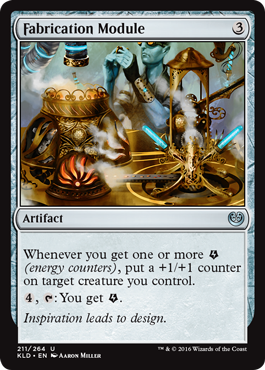 Fabrication Module 3
Artifact
Whenever you get one or more
(energy counters), put a +1/+1 counter
on target creature you control.
4, : You get .
Inspiration leads to design.
211/264 U
KLD • EN Aaron Miller
™ & © 2016 Wizards of the Coast